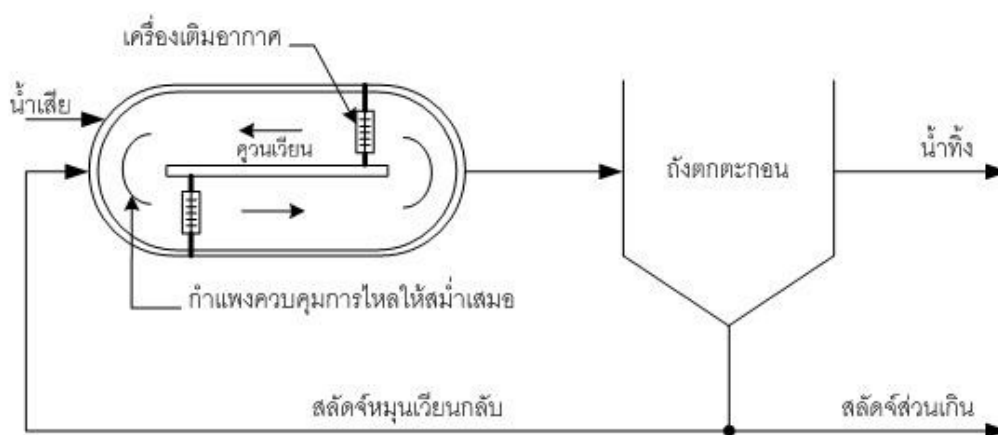 เครื่องเติมอากาศ
น้ำเสีย
คูวนเวียน
ถังตกตะกอน
น้ำทิ้ง
กำแพงควบคุมการไหลให้สม่ำเสมอ
สลัดจ์หมุนเวียนกลับ
สลัดจ์ส่วนเกิน